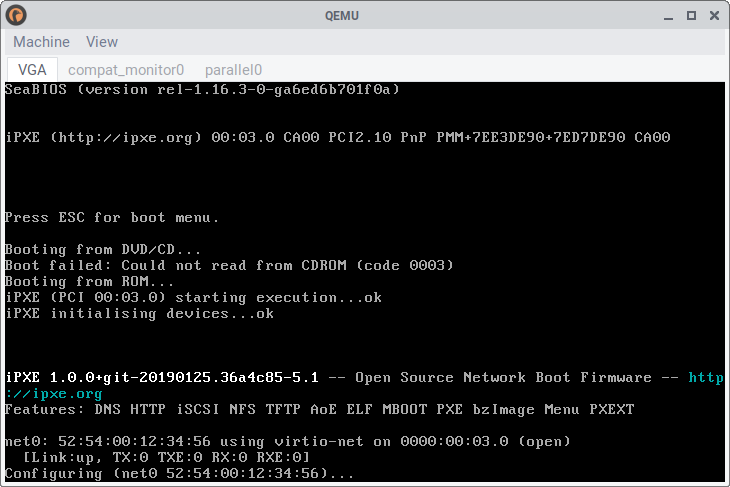 QEMU
Machine View
VGA compat_monitor0 parallel0
SeaBIOS (version rel-1.16.3-0-ga6ed6b701f0a)
iPXE (http://ipxe.org) 00:03.0 CA00 PCI2.10 PnP PMM+7EE3DE90+7ED7DE90 CA00
Press ESC for boot menu.
Booting from DVD/CD...
Boot failed: Could not read from CDROM (code 0003)
Booting from ROM...
iPXE (PCI 00:03.0) starting execution...ok
iPXE initialising devices...ok
iPXE 1.0.0+git-20190125.36a4c85-5.1 -- Open Source Network Boot Firmware -- http
://ipxe.org
Features: DNS HTTP iSCSI NFS TFTP AoE ELF MBOOT PXE bzImage Menu PXEXT
net0: 52:54:00:12:34:56 using virtio-net on 0000:00:03.0 (open)
[Link:up, TX:0 TXE:0 RX:0 RXE:0]
Configuring (net0 52:54:00:12:34:56)...